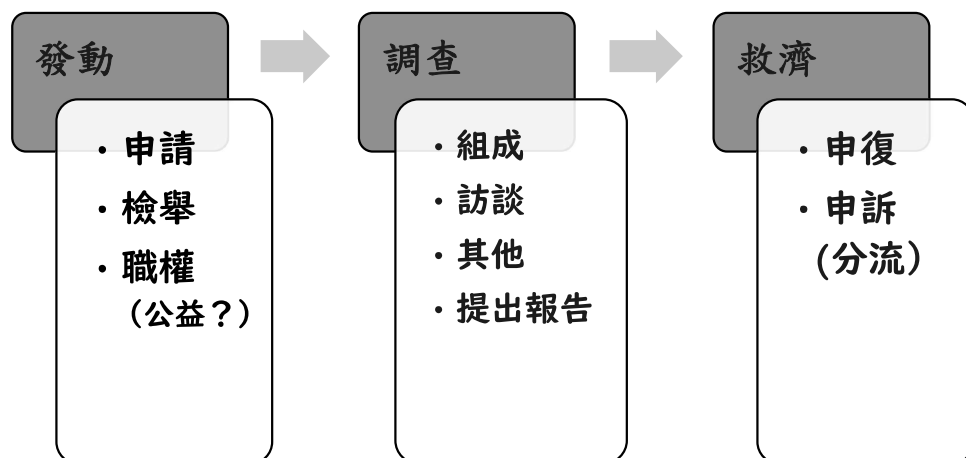 發動
・申請
・檢舉
・職權
（公益？）
調查
・組成
・訪談
・其他
・提出報告
救濟
・申復
・申訴
(分流）